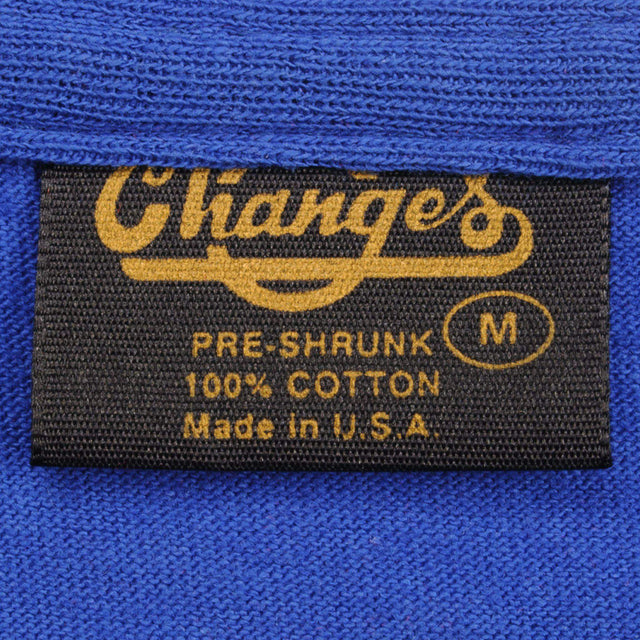 Changes
M
PRE-SHRUNK
100% COTTON
Made in U.S.A.